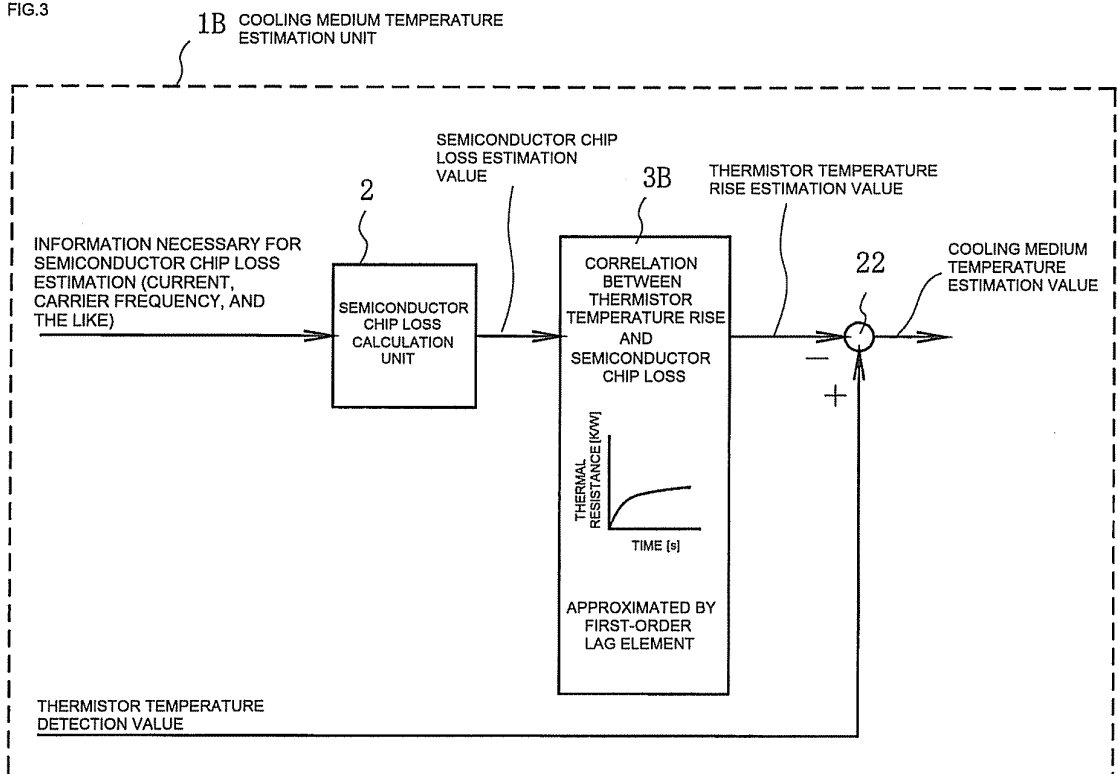 FIG.3
1B
COOLING MEDIUM TEMPERATURE
ESTIMATION UNIT
SEMICONDUCTOR CHIP
LOSS ESTIMATION
VALUE
2
3B
THERMISTOR TEMPERATURE
RISE ESTIMATION VALUE
INFORMATION NECESSARY FOR
SEMICONDUCTOR CHIP LOSS
ESTIMATION (CURRENT,
CARRIER FREQUENCY, AND
THE LIKE)
SEMICONDUCTOR
CHIP LOSS
CALCULATION
UNIT
CORRELATION
BETWEEN
THERMISTOR
TEMPERATURE RISE
AND
SEMICONDUCTOR
CHIP LOSS
THERMAL
RESISTANCE [K/W]
TIME [s]
APPROXIMATED BY
FIRST-ORDER
LAG ELEMENT
22
COOLING MEDIUM
TEMPERATURE
ESTIMATION VALUE
−
+
THERMISTOR TEMPERATURE
DETECTION VALUE